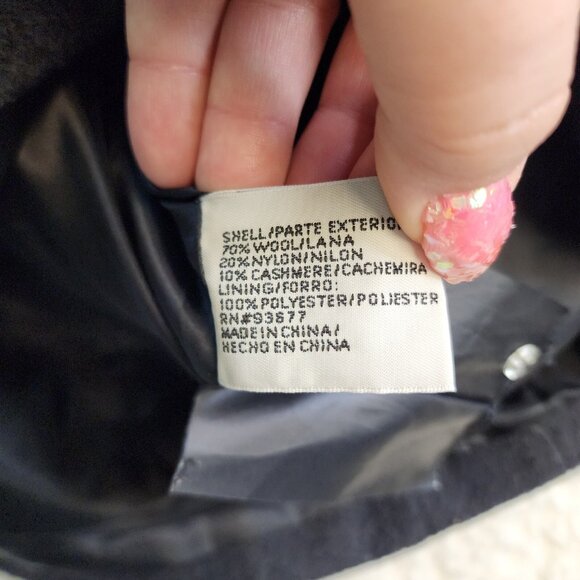 SHELL/PARTE EXTERIO
70% WOOL/LANA
20% NYLON/NILON
10% CASHMERE/CACHEMIRA
LINING/FORRO:
100% POLYESTER/POLIESTER
RN#93677
MADE IN CHINA/
HECHO EN CHINA